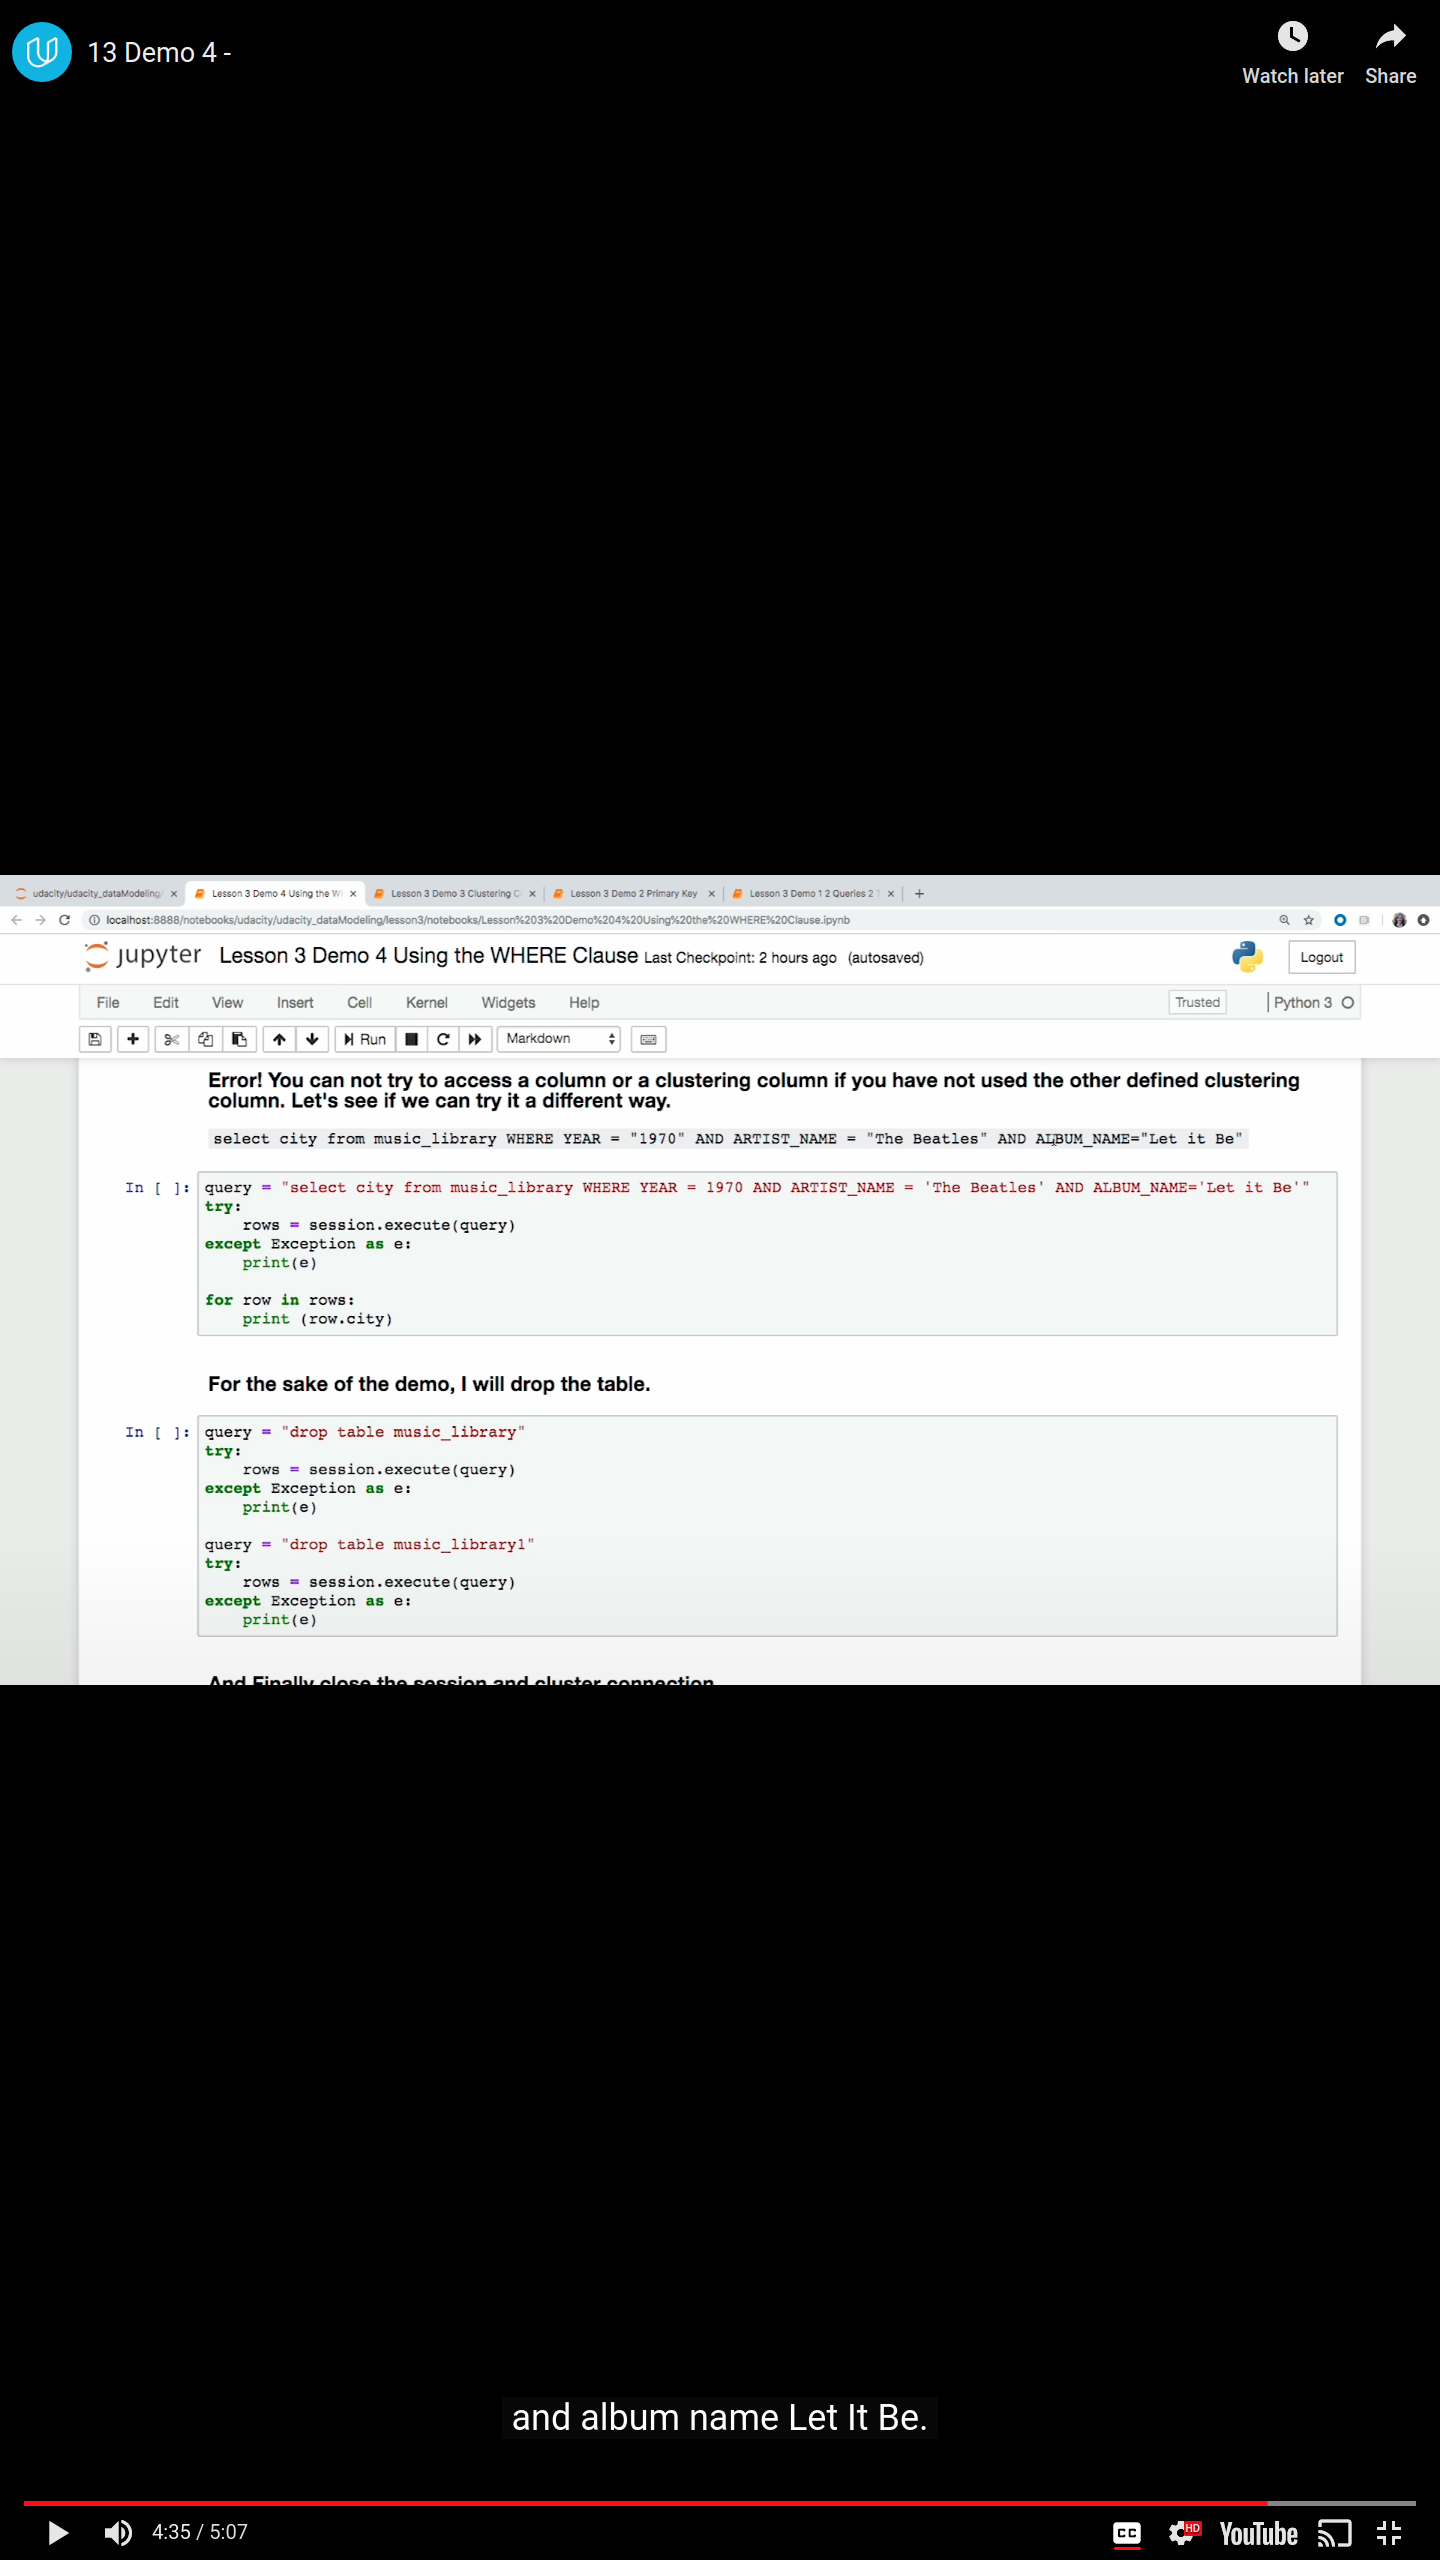 13 Demo 4 -
Watch later
Share
udacity/udacity_dataModeling/
Lesson 3 Demo 4 Using the W
Lesson 3 Demo 3 Clustering C
Lesson 3 Demo 2 Primary Key
Lesson 3 Demo 1 2 Queries 2 T
localhost:8888/notebooks/udacity/udacity_dataModeling/lesson3/notebooks/Lesson%203%20Demo%204%20Using%20the%20WHERE%20Clause.ipynb
jupyter Lesson 3 Demo 4 Using the WHERE Clause Last Checkpoint: 2 hours ago (autosaved)
Logout
File Edit View Insert Cell Kernel Widgets Help
Trusted
Python 3
Run
Markdown
Error! You can not try to access a column or a clustering column if you have not used the other defined clustering
column. Let's see if we can try it a different way.
select city from music_library WHERE YEAR = "1970" AND ARTIST_NAME = "The Beatles" AND ALBUM_NAME="Let it Be"
In [ ]: query = "select city from music_library WHERE YEAR = 1970 AND ARTIST_NAME = 'The Beatles' AND ALBUM_NAME='Let it Be'"
try:
    rows = session.execute(query)
except Exception as e:
    print(e)
for row in rows:
    print (row.city)
For the sake of the demo, I will drop the table.
In [ ]: query = "drop table music_library"
try:
    rows = session.execute(query)
except Exception as e:
    print(e)
query = "drop table music_library1"
try:
    rows = session.execute(query)
except Exception as e:
    print(e)
And Finally close the session and cluster connection
and album name Let It Be.
4:35 / 5:07
CC
HD
YouTube